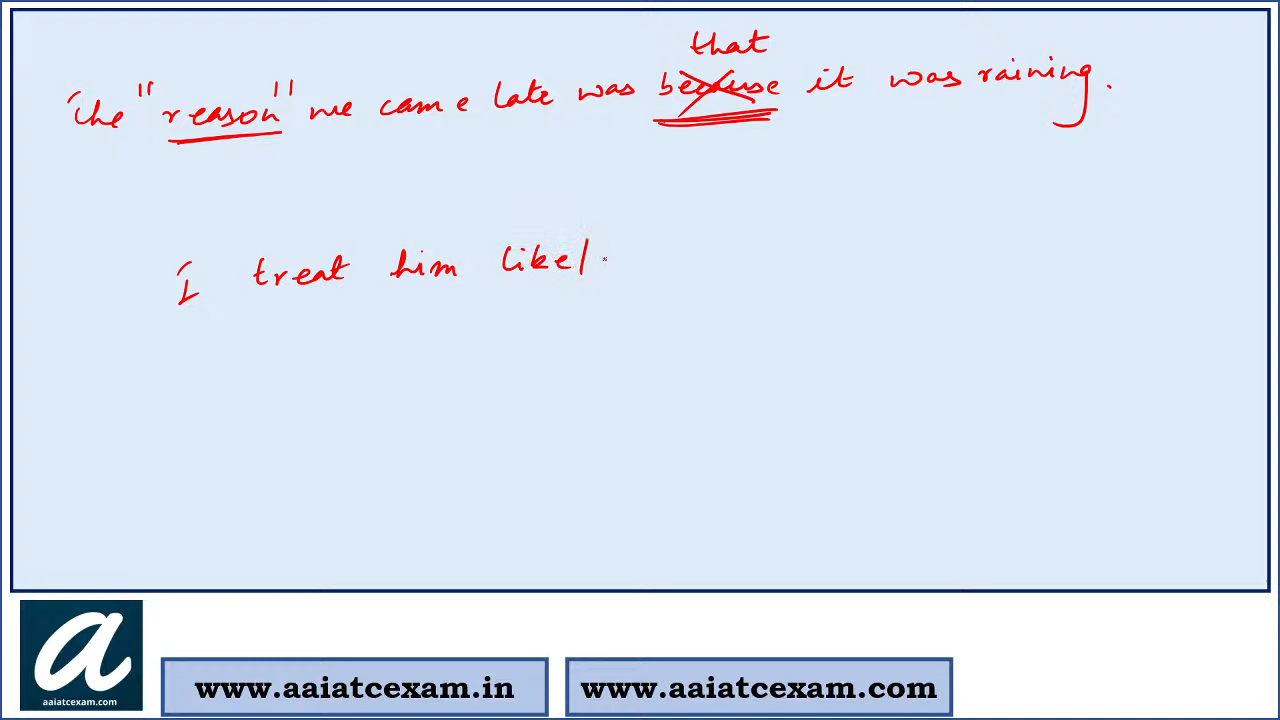 that
The "reason" we came late was because it was raining.
I treat him like/
a
aaiatcexam.com
www.aaiatcexam.in
www.aaiatcexam.com